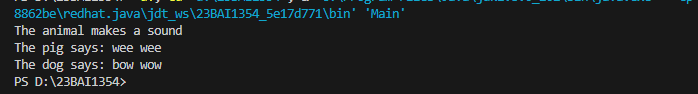 8862be\redhat.java\jdt_ws\23BAI1354_5e17d771\bin' 'Main'
The animal makes a sound
The pig says: wee wee
The dog says: bow wow
PS D:\23BAI1354>